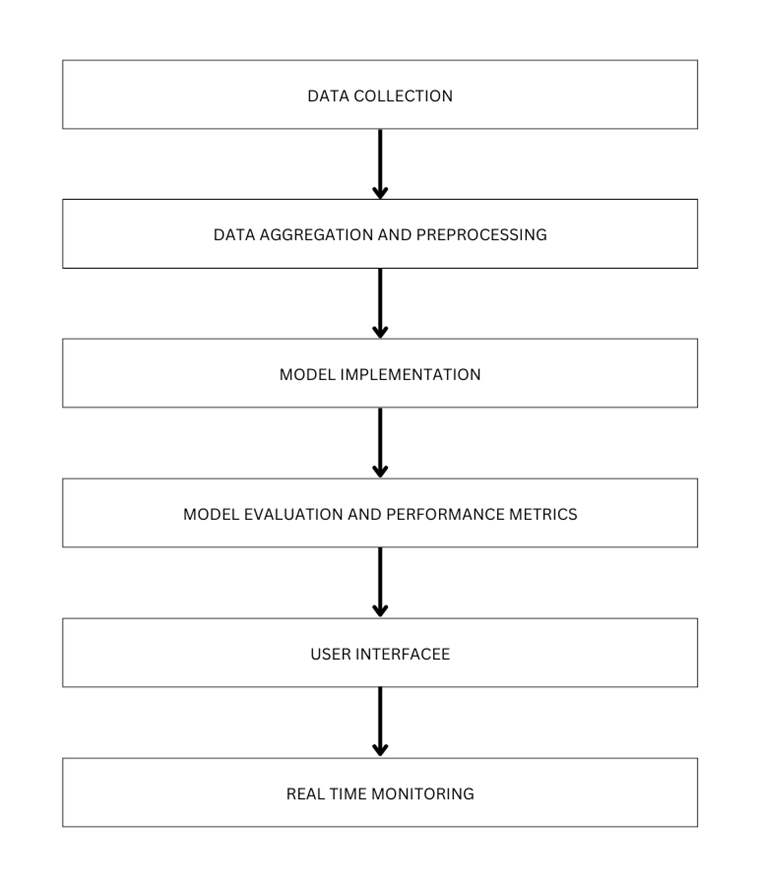 DATA COLLECTION
DATA AGGREGATION AND PREPROCESSING
MODEL IMPLEMENTATION
MODEL EVALUATION AND PERFORMANCE METRICS
USER INTERFACEE
REAL TIME MONITORING